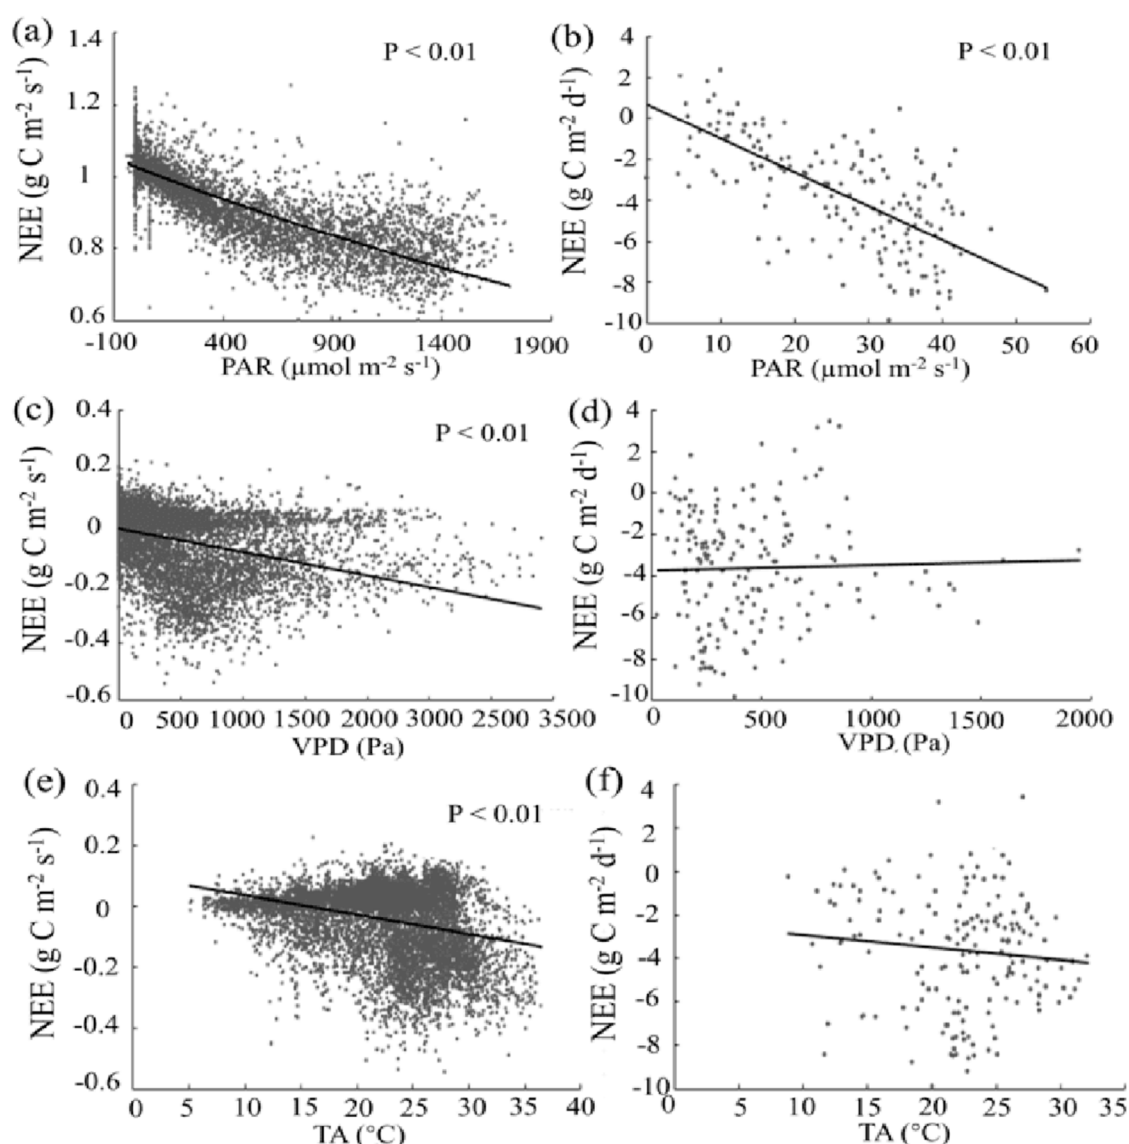 (a) 1.4 P < 0.01
1.2
1
0.8
0.6
-100 400 900 1400 1900
NEE (g C m-2 s-1)
PAR (µmol m-2 s-1)
(b) 4 P < 0.01
2
0
-2
-4
-6
-8
-10
0 10 20 30 40 50 60
NEE (g C m-2 d-1)
PAR (µmol m-2 s-1)
(c) 0.4 P < 0.01
0.2
0
-0.2
-0.4
-0.6
0 500 1000 1500 2000 3000 2500 3500
NEE (g C m-2 s-1)
VPD (Pa)
(d) 4
2
0
-2
-4
-6
-8
-10
0 500 1000 1500 2000
NEE (g C m-2 d-1)
VPD (Pa)
(e) 0.4 P < 0.01
0.2
0
-0.2
-0.4
-0.6
0 5 10 15 20 25 30 35 40
NEE (g C m-2 s-1)
TA (°C)
(f) 4
2
0
-2
-4
-6
-8
-10
0 5 10 15 20 25 30 35
NEE (g C m-2 d-1)
TA (°C)